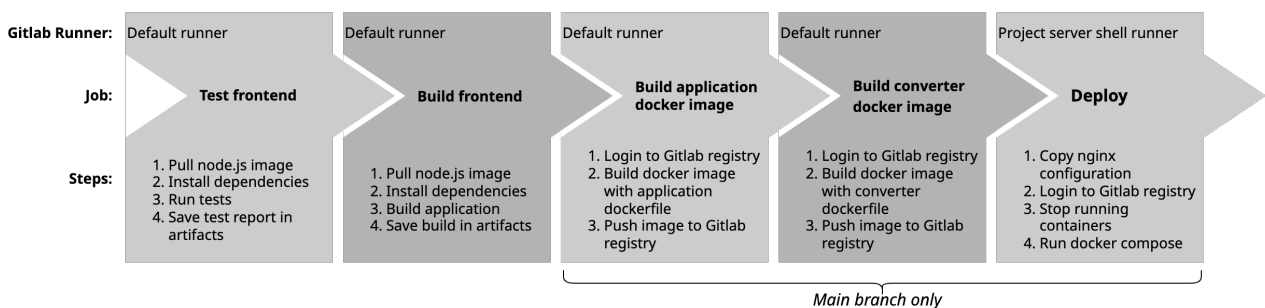 Gitlab Runner:
Default runner
Default runner
Default runner
Default runner
Project server shell runner
Job:
Test frontend
Build frontend
Build application
docker image
Build converter
docker image
Deploy
Steps:
1. Pull node.js image
2. Install dependencies
3. Run tests
4. Save test report in
artifacts
1. Pull node.js image
2. Install dependencies
3. Build application
4. Save build in artifacts
1. Login to Gitlab registry
2. Build docker image
with application
dockerfile
3. Push image to Gitlab
registry
1. Login to Gitlab registry
2. Build docker image
with converter
dockerfile
3. Push image to Gitlab
registry
1. Copy nginx
configuration
2. Login to Gitlab registry
3. Stop running
containers
4. Run docker compose
Main branch only